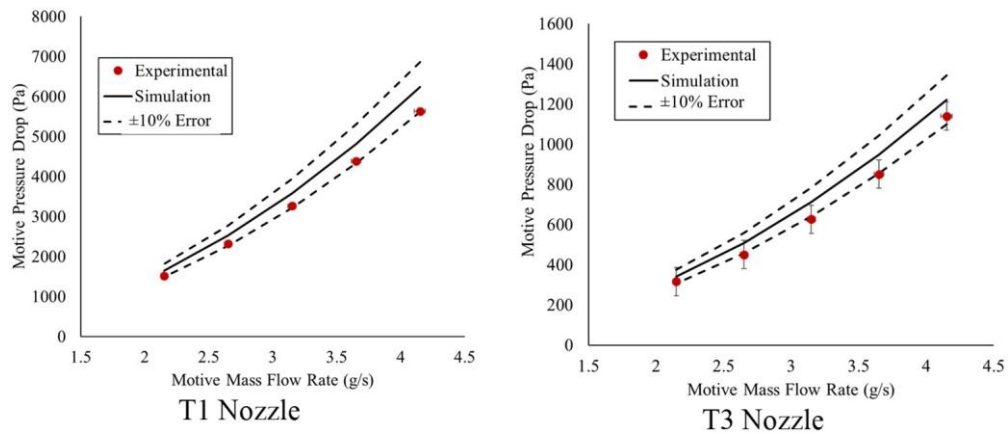 8000
7000
6000
5000
4000
3000
2000
1000
0
Motive Pressure Drop (Pa)
Experimental
Simulation
±10% Error
1.5 2 2.5 3 3.5 4 4.5
Motive Mass Flow Rate (g/s)
T1 Nozzle
1600
1400
1200
1000
800
600
400
200
0
Motive Pressure Drop (Pa)
Experimental
Simulation
±10% Error
1.5 2 2.5 3 3.5 4 4.5
Motive Mass Flow Rate (g/s)
T3 Nozzle